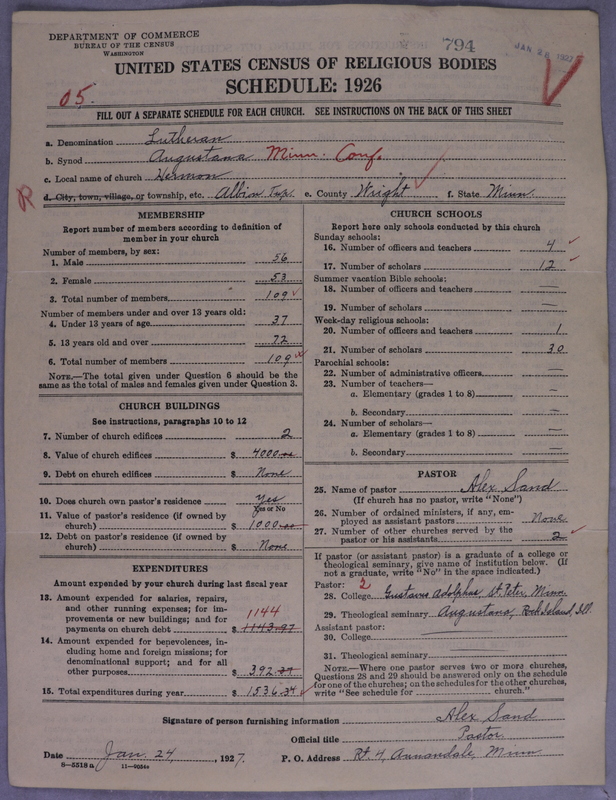 DEPARTMENT OF COMMERCE
BUREAU OF THE CENSUS
WASHINGTON
794
JAN 28 1927
UNITED STATES CENSUS OF RELIGIOUS BODIES
SCHEDULE: 1926
05.
FILL OUT A SEPARATE SCHEDULE FOR EACH CHURCH. SEE INSTRUCTIONS ON THE BACK OF THIS SHEET
a. Denomination Lutheran
b. Synod Augustana Minn. Conf.
c. Local name of church Hermon
R d. City, town, village, or township, etc. Albion Twp. e. County Wright f. State Minn.
MEMBERSHIP
Report number of members according to definition of
member in your church
Number of members, by sex:
1. Male 56
2. Female 53
3. Total number of members 109
Number of members under and over 13 years old:
4. Under 13 years of age 37
5. 13 years old and over 72
6. Total number of members 109
NOTE.—The total given under Question 6 should be
same as the total of males and females given under Question 3.
CHURCH BUILDINGS
See instructions, paragraphs 10 to 12
7. Number of church edifices 2
8. Value of church edifices $ 4000.00
9. Debt on church edifices $ None
10. Does church own pastor's residence Yes
Yes or No
11. Value of pastor's residence (if owned by
church) $ 1000.00
12. Debt on pastor's residence (if owned by
church) $ None
EXPENDITURES
Amount expended by your church during last fiscal year
13. Amount expended for salaries, repairs,
and other running expenses; for im-
provements or new buildings; and for
payments on church debt $ 1143.97
1144
14. Amount expended for benevolences, in-
cluding home and foreign missions; for
denominational support; and for all
other purposes $ 392.37
15. Total expenditures during year $ 1536.34
CHURCH SCHOOLS
Report here only schools conducted by this church
Sunday schools:
16. Number of officers and teachers 4
17. Number of scholars 12
Summer vacation Bible schools:
18. Number of officers and teachers —
19. Number of scholars —
Week-day religious schools:
20. Number of officers and teachers 1
21. Number of scholars 30
Parochial schools:
22. Number of administrative officers —
23. Number of teachers—
a. Elementary (grades 1 to 8) —
b. Secondary —
24. Number of scholars—
a. Elementary (grades 1 to 8) —
b. Secondary —
PASTOR
25. Name of pastor Alex Sand
(If church has no pastor, write "None")
26. Number of ordained ministers, if any, em-
ployed as assistant pastors None
27. Number of other churches served by the
pastor or his assistants 2
If pastor (or assistant pastor) is a graduate of a college or
theological seminary, give name of institution below. (If
not a graduate, write "No" in the space indicated.)
Pastor: 2
28. College Gustavus Adolphus, St. Peter, Minn.
29. Theological seminary Augustana, Rock Island, Ill.
Assistant pastor:
30. College
31. Theological seminary
NOTE.—Where one pastor serves two or more churches,
Questions 28 and 29 should be answered only on the schedule
for one of the churches; on the schedules for the other churches,
write "See schedule for church."
Signature of person furnishing information Alex Sand
Official title Pastor
Date Jan. 24, 1927. P. O. Address Rt. 4, Annandale, Minn
8—5518a 11—9054a